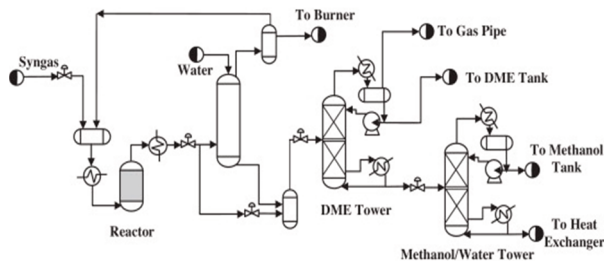 To Burner
To Gas Pipe
Syngas
Water
To DME Tank
To Methanol
Tank
DME Tower
Reactor
To Heat
Exchanger
Methanol/Water Tower